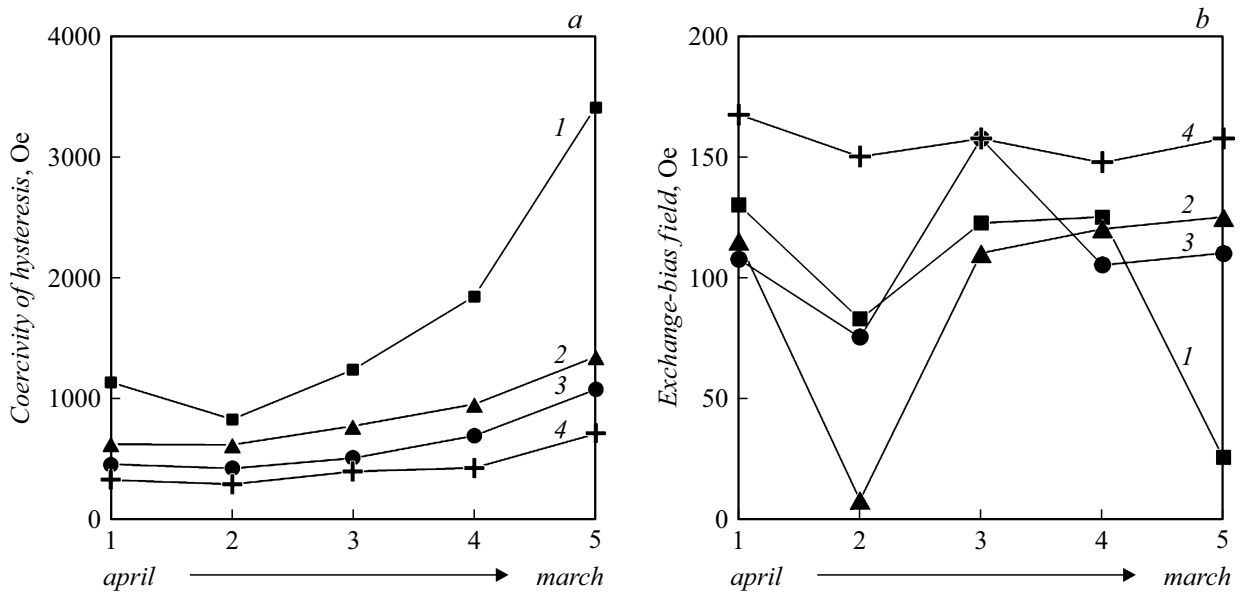 a
4000
3000
2000
1000
0
Coercivity of hysteresis, Oe
1
2
3
4
1 2 3 4 5
april march
b
200
150
100
50
0
Exchange-bias field, Oe
4
2
3
1
1 2 3 4 5
april march